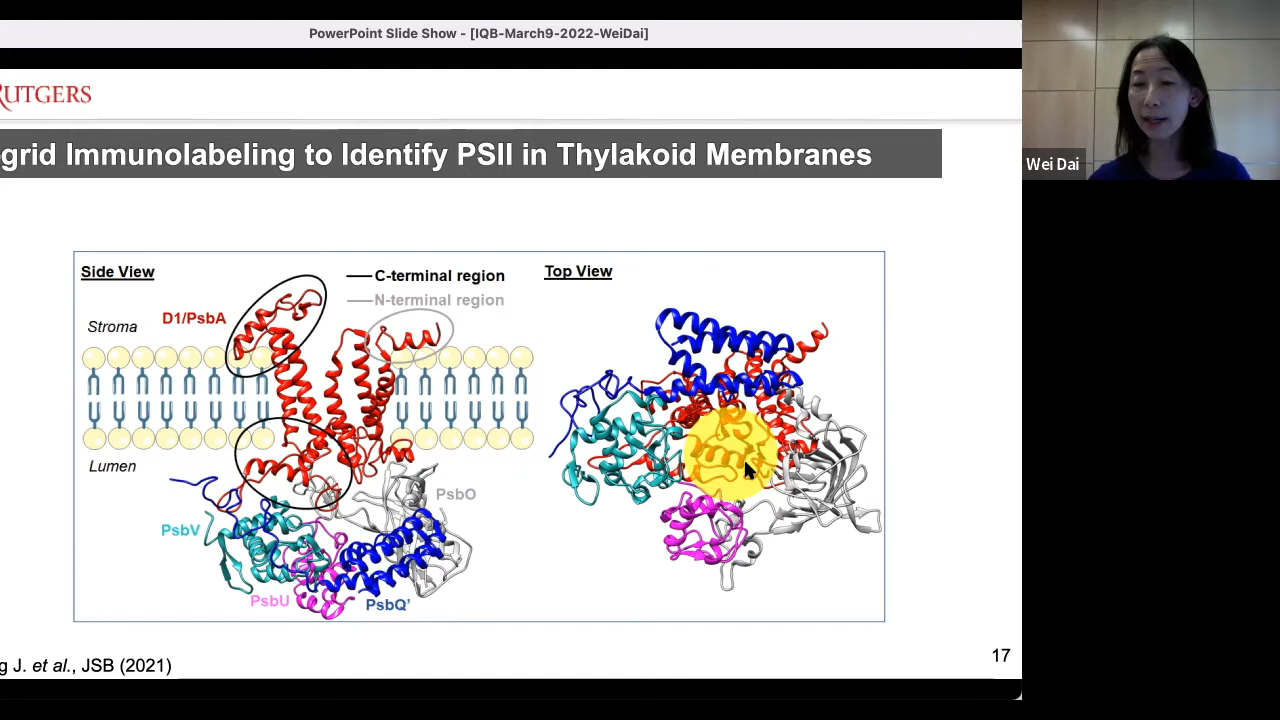 PowerPoint Slide Show - [IQB-March9-2022-WeiDai]
RUTGERS
grid Immunolabeling to Identify PSII in Thylakoid Membranes
Wei Dai
Side View
C-terminal region
N-terminal region
Top View
D1/PsbA
Stroma
Lumen
PsbO
PsbV
PsbU
PsbQ’
g J. et al., JSB (2021)
17